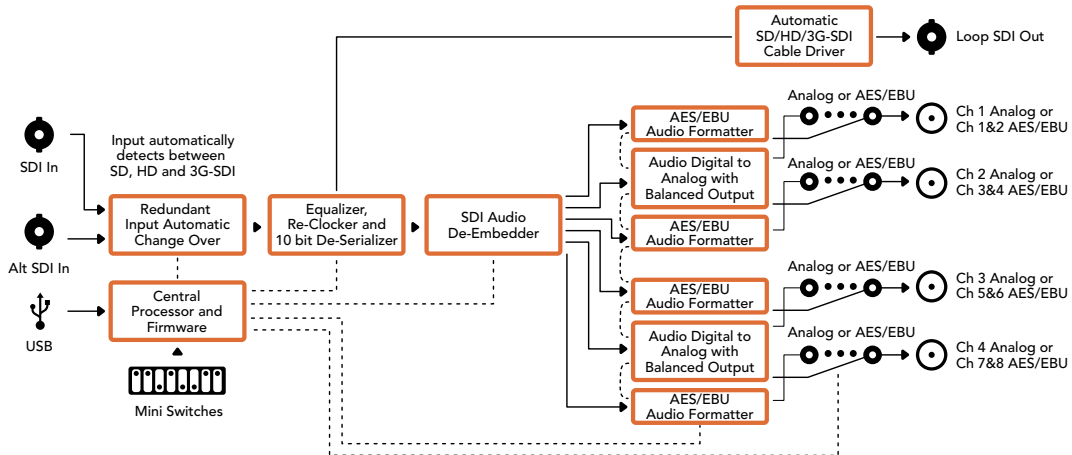 Automatic
SD/HD/3G-SDI
Cable Driver
Loop SDI Out
SDI In
Input automatically
detects between
SD, HD and 3G-SDI
Alt SDI In
Redundant
Input Automatic
Change Over
Equalizer,
Re-Clocker and
10 bit De-Serializer
SDI Audio
De-Embedder
USB
Central
Processor and
Firmware
Mini Switches
AES/EBU
Audio Formatter
Audio Digital to
Analog with
Balanced Output
AES/EBU
Audio Formatter
AES/EBU
Audio Formatter
Audio Digital to
Analog with
Balanced Output
AES/EBU
Audio Formatter
Analog or AES/EBU
Ch 1 Analog or
Ch 1&2 AES/EBU
Analog or AES/EBU
Ch 2 Analog or
Ch 3&4 AES/EBU
Analog or AES/EBU
Ch 3 Analog or
Ch 5&6 AES/EBU
Analog or AES/EBU
Ch 4 Analog or
Ch 7&8 AES/EBU